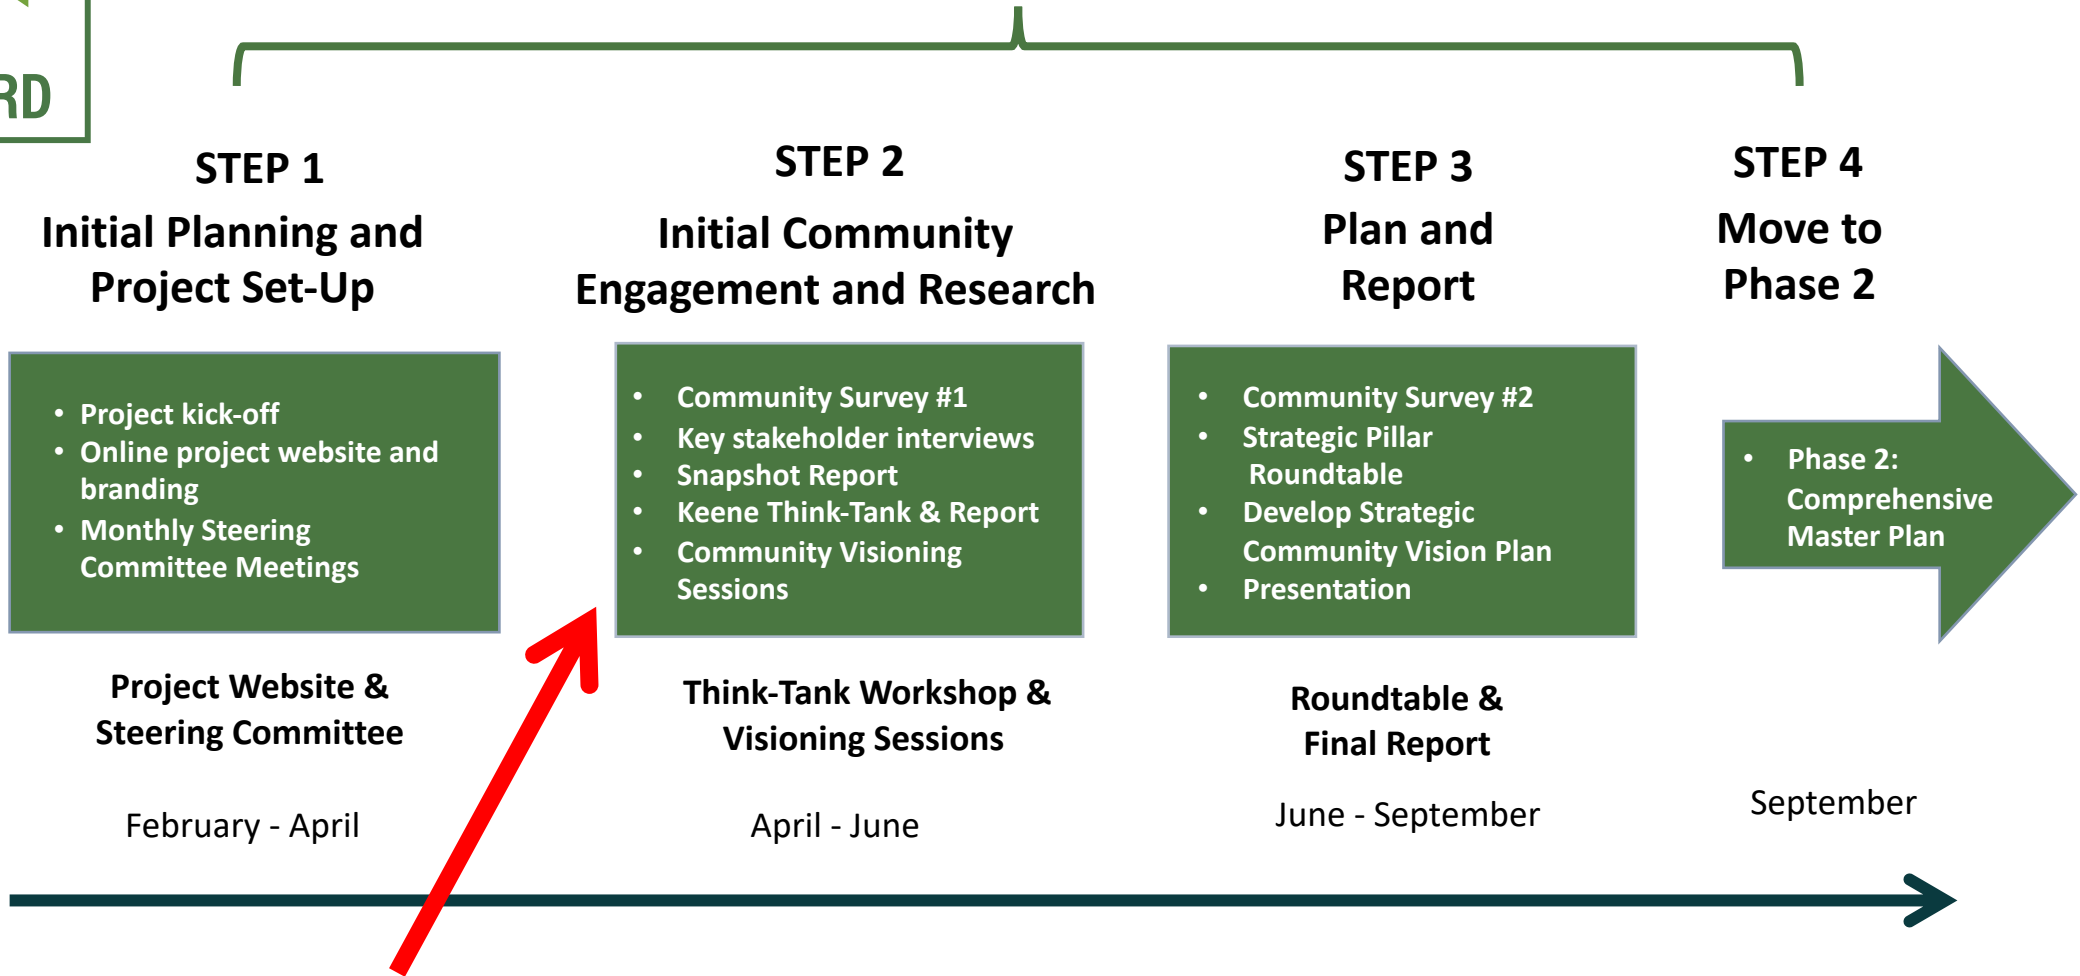 RD
STEP 1
Initial Planning and
Project Set-Up
• Project kick-off
• Online project website and
branding
• Monthly Steering
Committee Meetings
Project Website &
Steering Committee
February - April
STEP 2
Initial Community
Engagement and Research
• Community Survey #1
• Key stakeholder interviews
• Snapshot Report
• Keene Think-Tank & Report
• Community Visioning
Sessions
Think-Tank Workshop &
Visioning Sessions
April - June
STEP 3
Plan and
Report
• Community Survey #2
• Strategic Pillar
Roundtable
• Develop Strategic
Community Vision Plan
• Presentation
Roundtable &
Final Report
June - September
STEP 4
Move to
Phase 2
• Phase 2:
Comprehensive
Master Plan
September